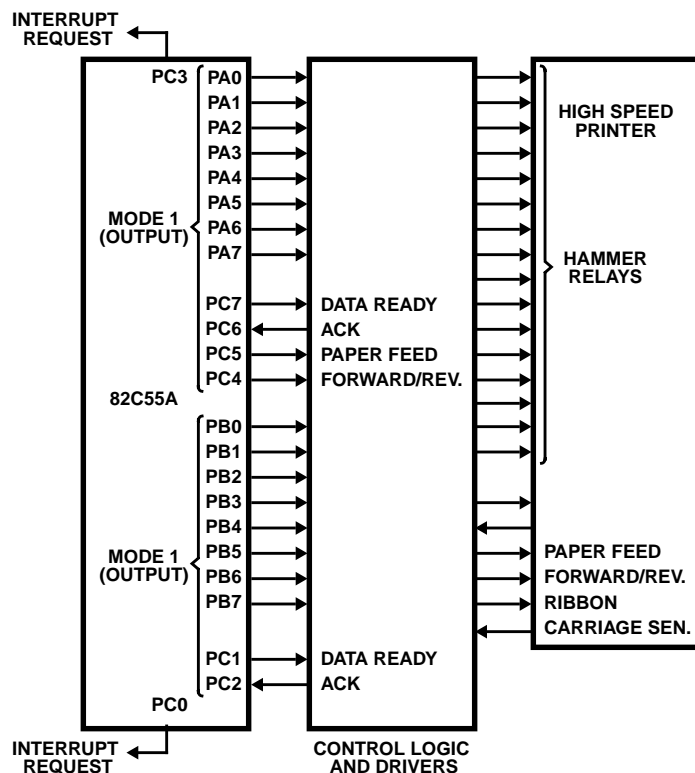 INTERRUPT
REQUEST
PC3
PA0
PA1
PA2
PA3
PA4
PA5
PA6
PA7
MODE 1
(OUTPUT)
PC7
PC6
PC5
PC4
DATA READY
ACK
PAPER FEED
FORWARD/REV.
HIGH SPEED
PRINTER
HAMMER
RELAYS
82C55A
PB0
PB1
PB2
PB3
PB4
PB5
PB6
PB7
MODE 1
(OUTPUT)
PAPER FEED
FORWARD/REV.
RIBBON
CARRIAGE SEN.
PC1
PC2
DATA READY
ACK
PC0
INTERRUPT
REQUEST
CONTROL LOGIC
AND DRIVERS